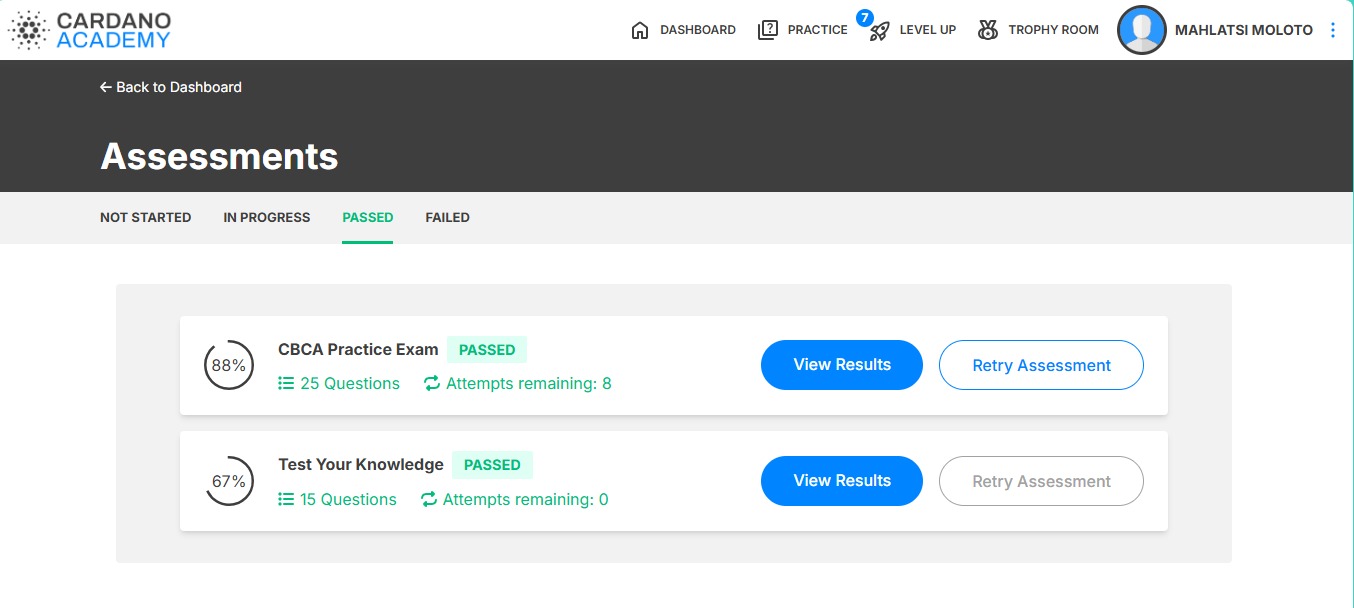 CARDANO
ACADEMY
DASHBOARD
PRACTICE
7
LEVEL UP
TROPHY ROOM
MAHLATSI MOLOTO
← Back to Dashboard
Assessments
NOT STARTED IN PROGRESS PASSED FAILED
88%
CBCA Practice Exam PASSED
25 Questions Attempts remaining: 8
View Results Retry Assessment
67%
Test Your Knowledge PASSED
15 Questions Attempts remaining: 0
View Results Retry Assessment